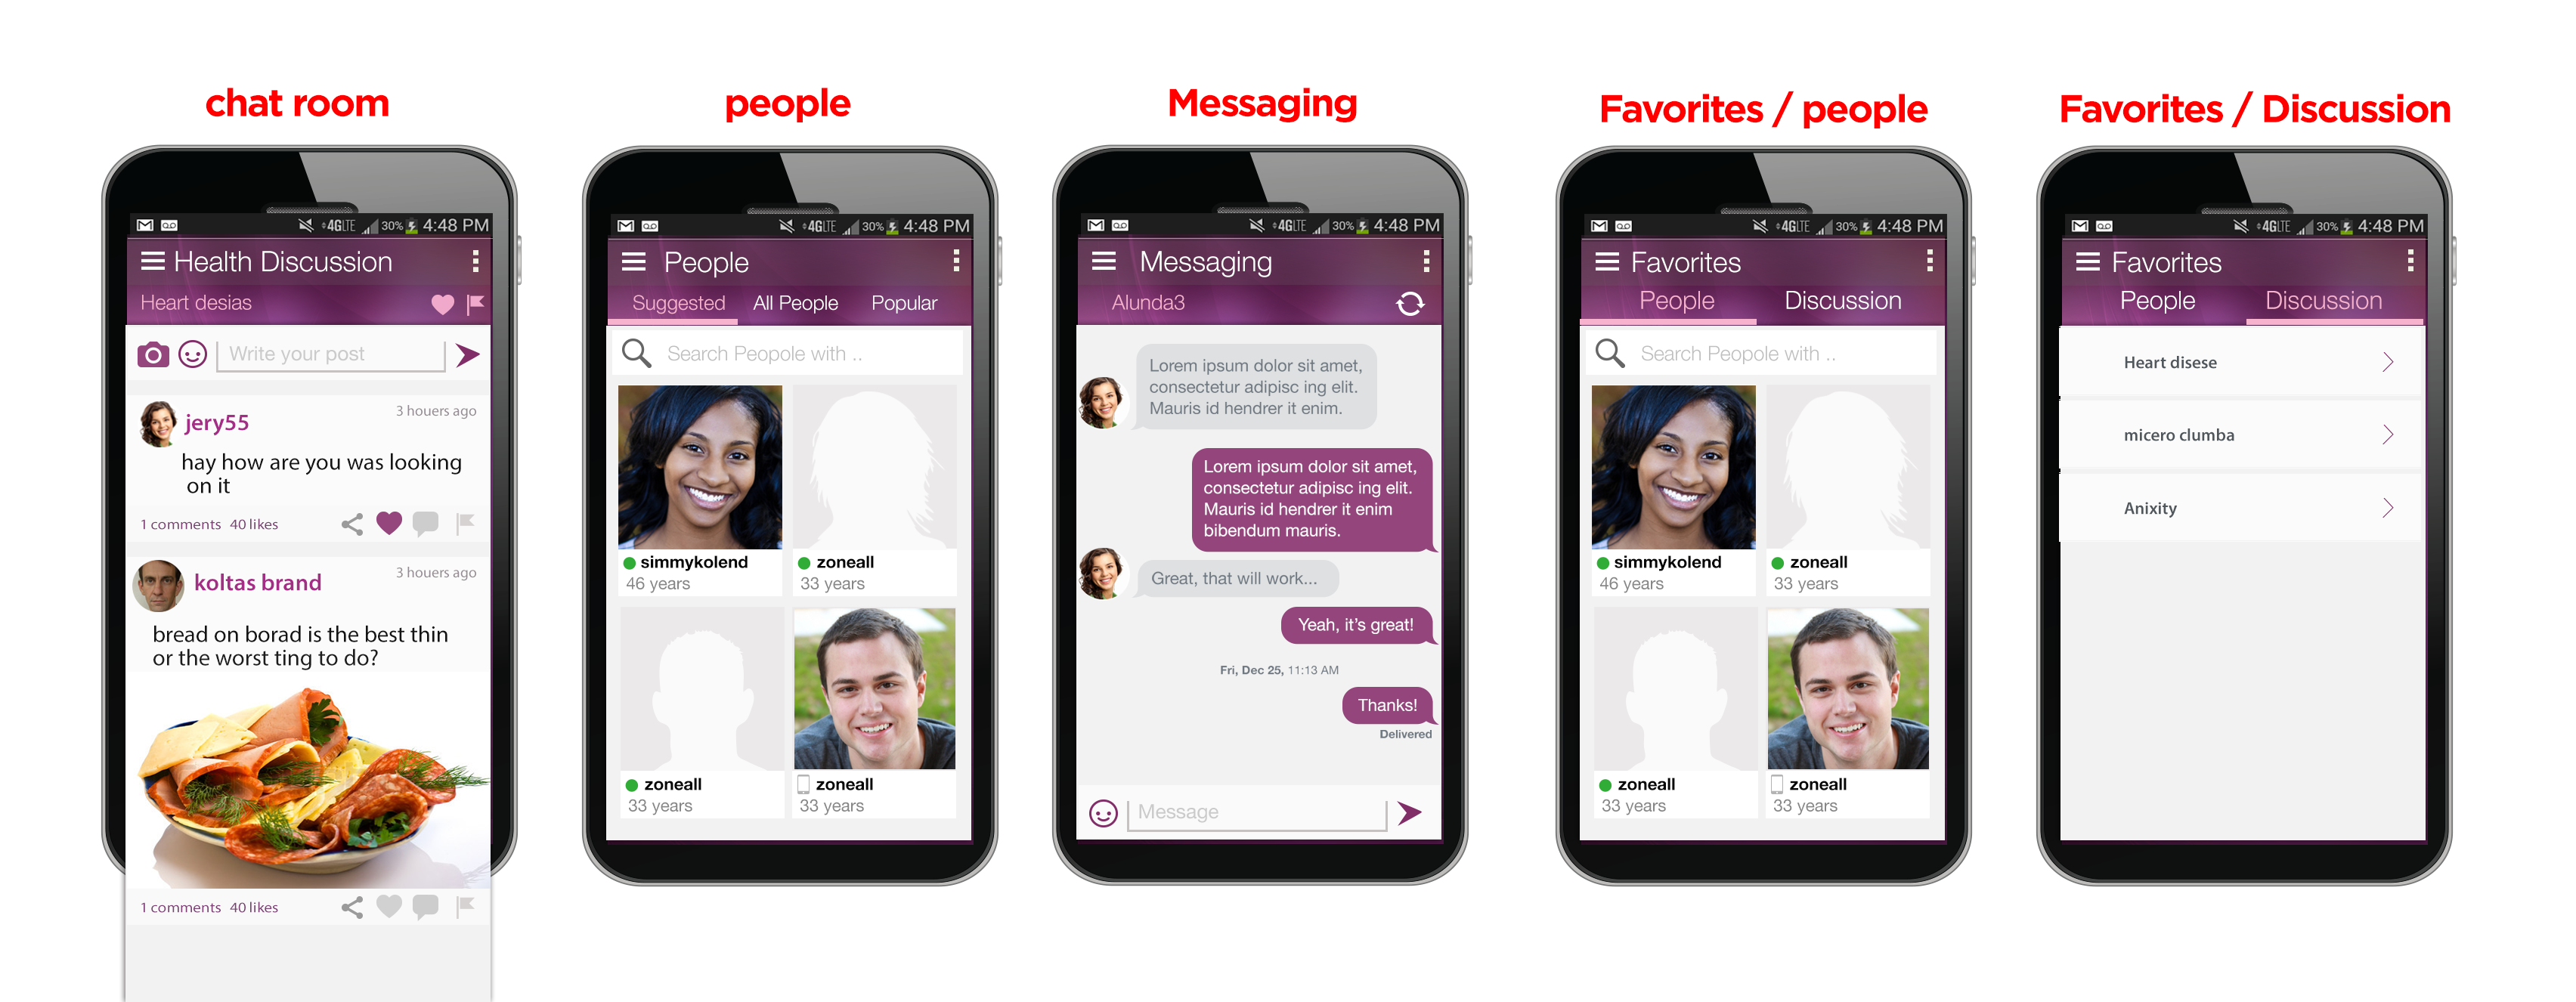 chat room
4GLTE 30% 4:48 PM
Health Discussion
Heart desias
Write your post
jery55
3 houers ago
hay how are you was looking
on it
1 comments 40 likes
koltas brand
3 houers ago
bread on borad is the best thin
or the worst ting to do?
1 comments 40 likes
people
4GLTE 30% 4:48 PM
People
Suggested All People Popular
Search Peopole with ..
simmykolend
46 years
zoneall
33 years
zoneall
33 years
zoneall
33 years
Messaging
4GLTE 30% 4:48 PM
Messaging
Alunda3
Lorem ipsum dolor sit amet,
consectetur adipisc ing elit.
Mauris id hendrer it enim.
Lorem ipsum dolor sit amet,
consectetur adipisc ing elit.
Mauris id hendrer it enim
bibendum mauris.
Great, that will work...
Yeah, it's great!
Fri, Dec 25, 11:13 AM
Thanks!
Delivered
Message
Favorites / people
4GLTE 30% 4:48 PM
Favorites
People Discussion
Search Peopole with ..
simmykolend
46 years
zoneall
33 years
zoneall
33 years
zoneall
33 years
Favorites / Discussion
4GLTE 30% 4:48 PM
Favorites
People Discussion
Heart disese
micero clumba
Anixity